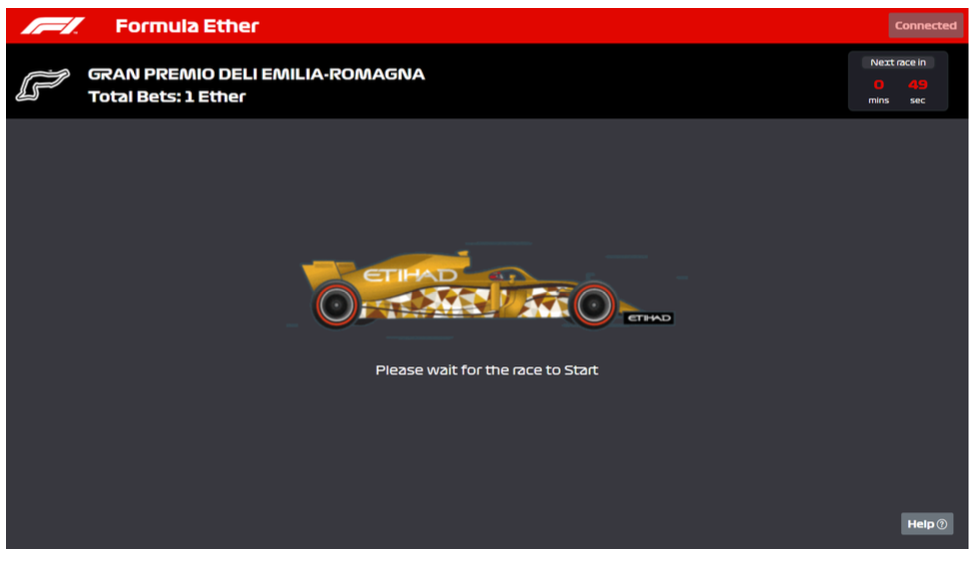 Formula Ether
Connected
GRAN PREMIO DELI EMILIA-ROMAGNA
Total Bets: 1 Ether
Next race in
0 49
mins sec
ETIHAD
ETIHAD
Please wait for the race to Start
Help ?